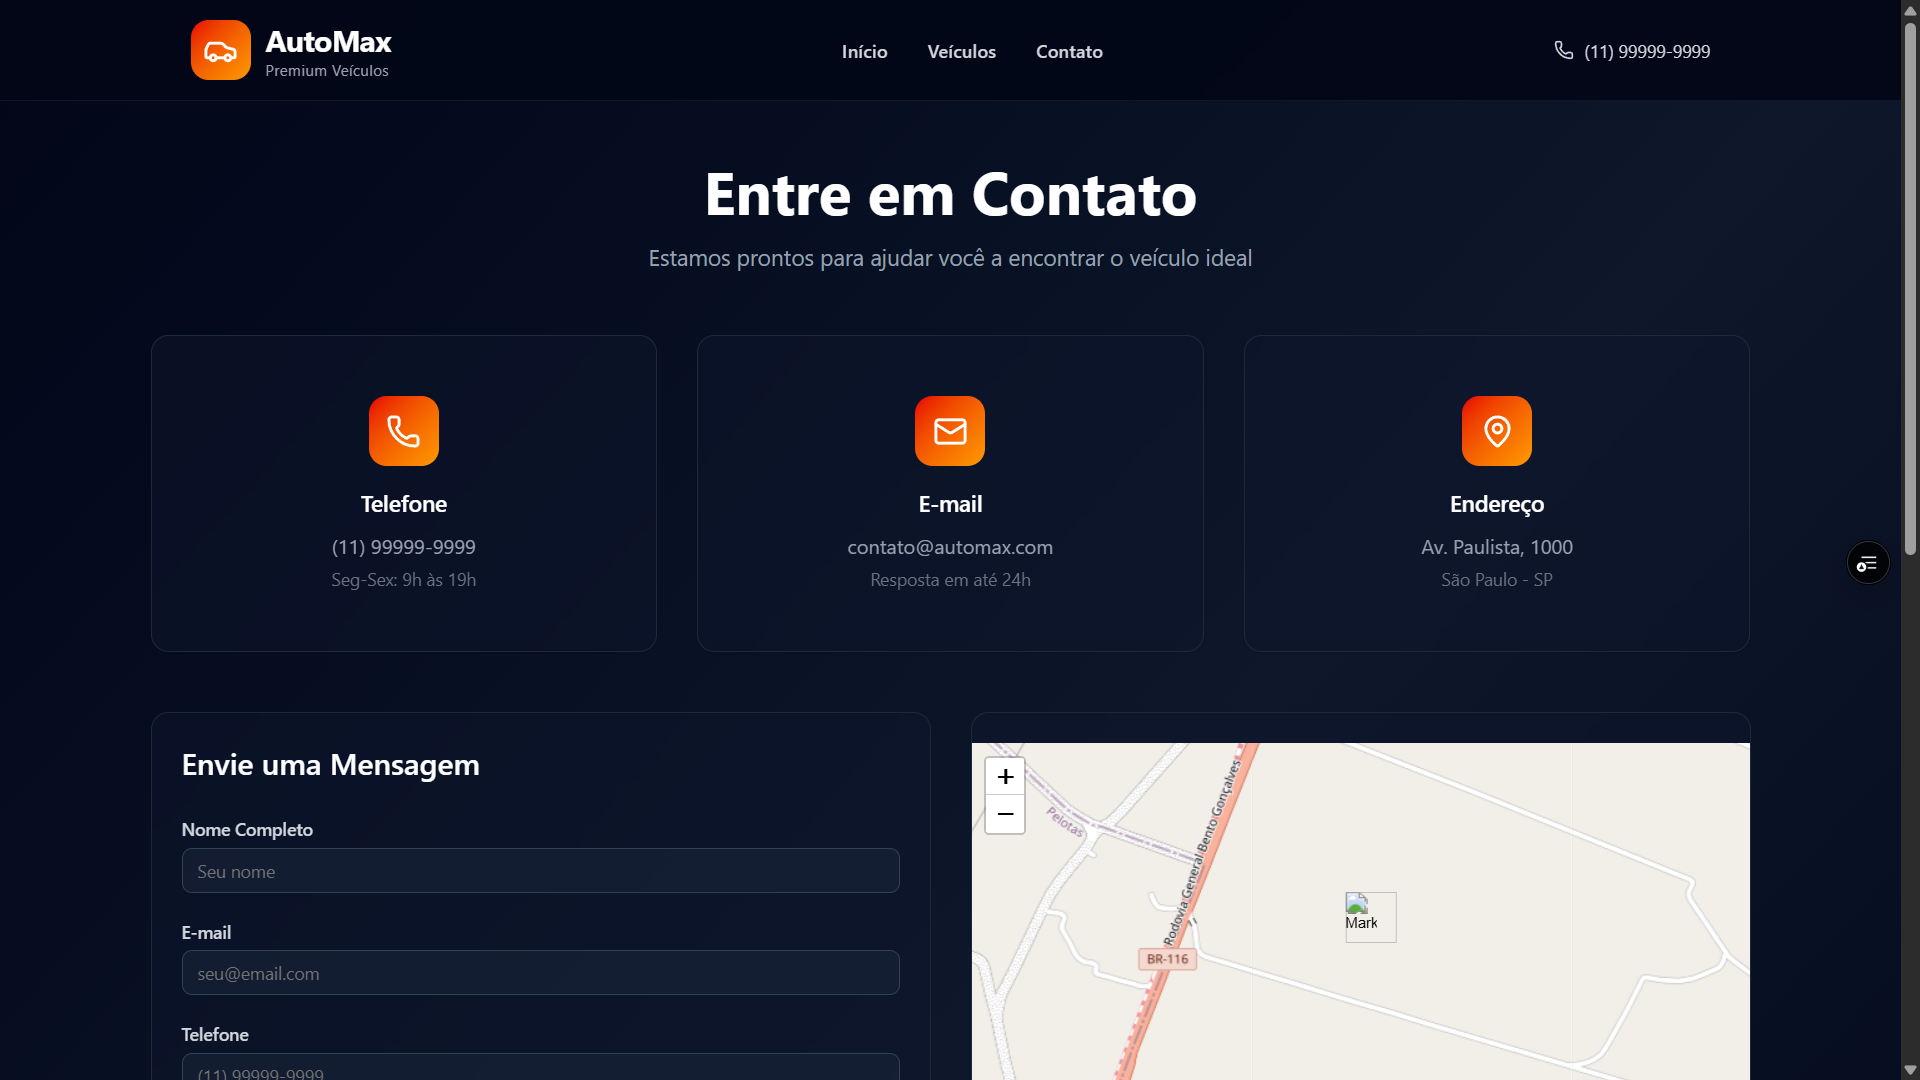 AutoMax
Premium Veículos
Início
Veículos
Contato
(11) 99999-9999
Entre em Contato
Estamos prontos para ajudar você a encontrar o veículo ideal
Telefone
(11) 99999-9999
Seg-Sex: 9h às 19h
E-mail
contato@automax.com
Resposta em até 24h
Endereço
Av. Paulista, 1000
São Paulo - SP
Envie uma Mensagem
Nome Completo
Seu nome
E-mail
seu@email.com
Telefone
(11) 99999-9999
+
−
Pelotas
Rodovia General Bento Gonçalves
BR-116
Mark